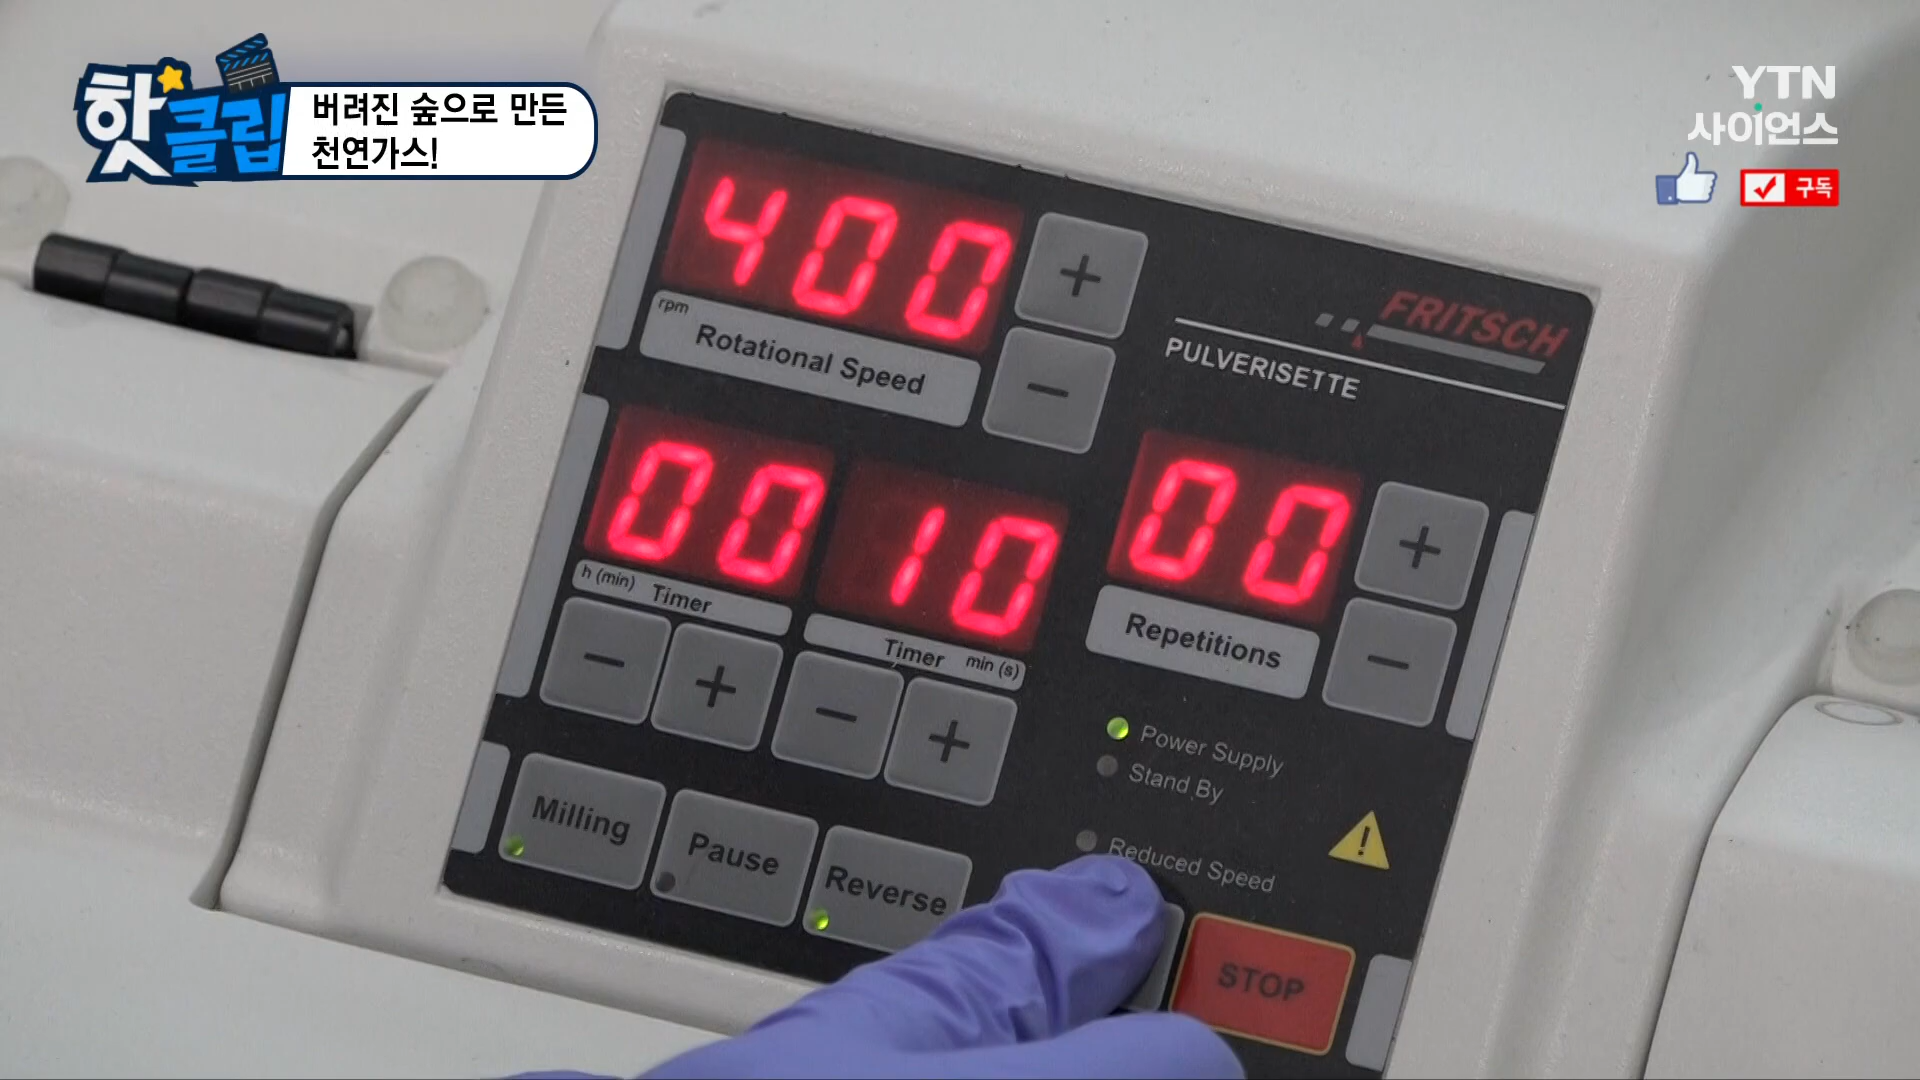 핫클립
버려진 숲으로 만든
천연가스!
YTN
사이언스
구독
400
rpm
Rotational Speed
+
−
FRITSCH
PULVERISETTE
00 10
h (min) Timer
Timer min (s)
− + − +
00
Repetitions
+
−
Power Supply
Stand By
Reduced Speed
Milling
Pause
Reverse
STOP